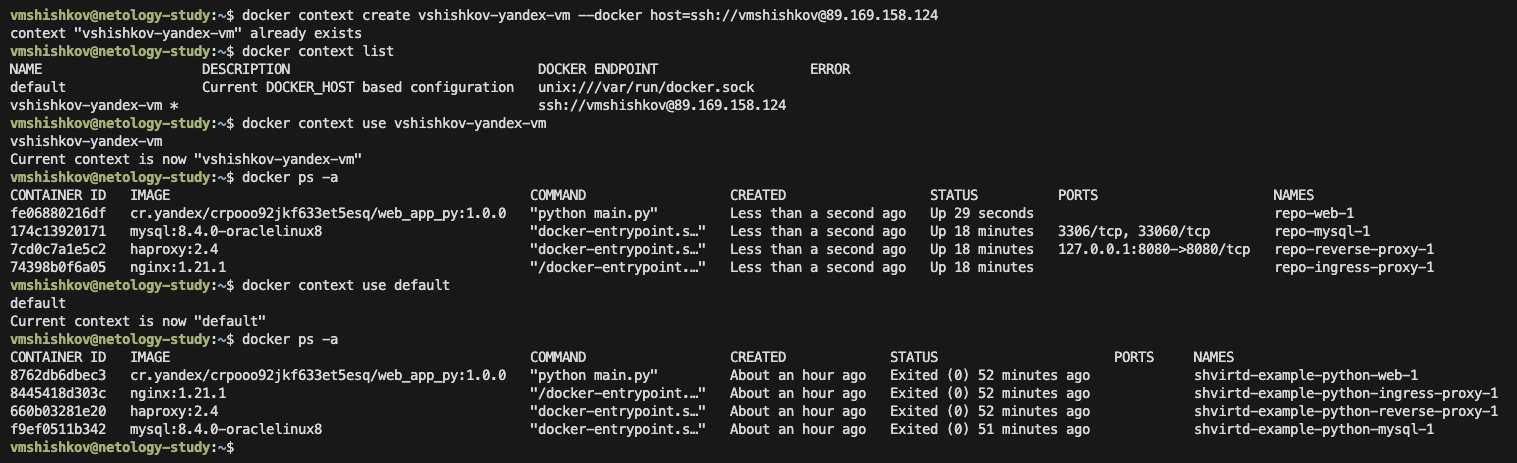 vmshishkov@netology-study:~$ docker context create vshishkov-yandex-vm --docker host=ssh://vmshishkov@89.169.158.124
context "vshishkov-yandex-vm" already exists
vmshishkov@netology-study:~$ docker context list
NAME                    DESCRIPTION                               DOCKER ENDPOINT                   ERROR
default                 Current DOCKER_HOST based configuration   unix:///var/run/docker.sock
vshishkov-yandex-vm *                                             ssh://vmshishkov@89.169.158.124
vmshishkov@netology-study:~$ docker context use vshishkov-yandex-vm
vshishkov-yandex-vm
Current context is now "vshishkov-yandex-vm"
vmshishkov@netology-study:~$ docker ps -a
CONTAINER ID   IMAGE                                             COMMAND                  CREATED                  STATUS          PORTS                      NAMES
fe06880216df   cr.yandex/crpooo92jkf633et5esq/web_app_py:1.0.0   "python main.py"         Less than a second ago   Up 29 seconds                              repo-web-1
174c13920171   mysql:8.4.0-oraclelinux8                          "docker-entrypoint.s…"   Less than a second ago   Up 18 minutes   3306/tcp, 33060/tcp        repo-mysql-1
7cd0c7a1e5c2   haproxy:2.4                                       "docker-entrypoint.s…"   Less than a second ago   Up 18 minutes   127.0.0.1:8080->8080/tcp   repo-reverse-proxy-1
74398b0f6a05   nginx:1.21.1                                      "/docker-entrypoint.…"   Less than a second ago   Up 18 minutes                              repo-ingress-proxy-1
vmshishkov@netology-study:~$ docker context use default
default
Current context is now "default"
vmshishkov@netology-study:~$ docker ps -a
CONTAINER ID   IMAGE                                             COMMAND                  CREATED             STATUS                      PORTS     NAMES
8762db6dbec3   cr.yandex/crpooo92jkf633et5esq/web_app_py:1.0.0   "python main.py"         About an hour ago   Exited (0) 52 minutes ago             shvirtd-example-python-web-1
8445418d303c   nginx:1.21.1                                      "/docker-entrypoint.…"   About an hour ago   Exited (0) 52 minutes ago             shvirtd-example-python-ingress-proxy-1
660b03281e20   haproxy:2.4                                       "docker-entrypoint.s…"   About an hour ago   Exited (0) 52 minutes ago             shvirtd-example-python-reverse-proxy-1
f9ef0511b342   mysql:8.4.0-oraclelinux8                          "docker-entrypoint.s…"   About an hour ago   Exited (0) 51 minutes ago             shvirtd-example-python-mysql-1
vmshishkov@netology-study:~$